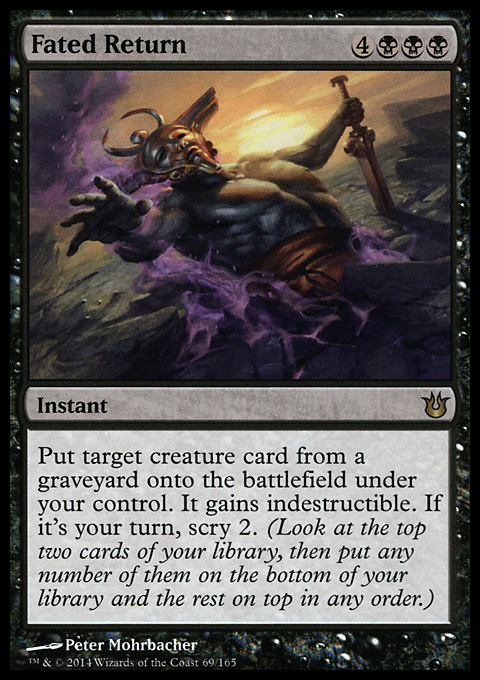 Fated Return 4
Instant
Put target creature card from a
graveyard onto the battlefield under
your control. It gains indestructible. If
it's your turn, scry 2. (Look at the top
two cards of your library, then put any
number of them on the bottom of your
library and the rest on top in any order.)
Peter Mohrbacher
™ & © 2014 Wizards of the Coast 69/165